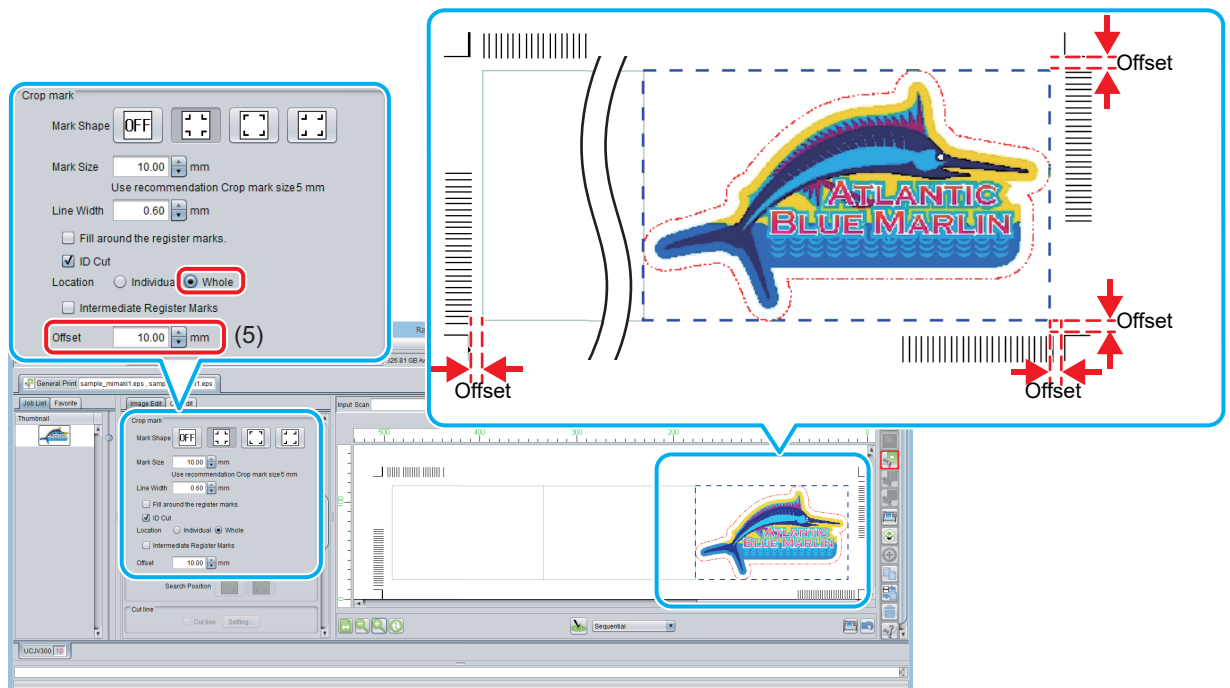 Crop mark
Mark Shape OFF
Mark Size 10.00 mm
Use recommendation Crop mark size5 mm
Line Width 0.60 mm
Fill around the register marks.
ID Cut
Location Individual Whole
Intermediate Register Marks
Offset 10.00 mm (5)
Offset
ATLANTIC
BLUE MARLIN
Offset
Offset
Offset
Ra
General Print sample_mimaki1.eps , samp
Job List Favorite
Image Edit
Input Scan
Thumbnail
Crop mark
Mark Shape OFF
Mark Size 10.00 mm
Use recommendation Crop mark size5 mm
Line Width 0.60 mm
Fill around the register marks.
ID Cut
Location Individual Whole
Intermediate Register Marks
Offset 10.00 mm
Search Position
Cut line
Cut line Setting...
500 400 300 200 0
ATLANTIC
BLUE MARLIN
Sequential
UCJV300 10